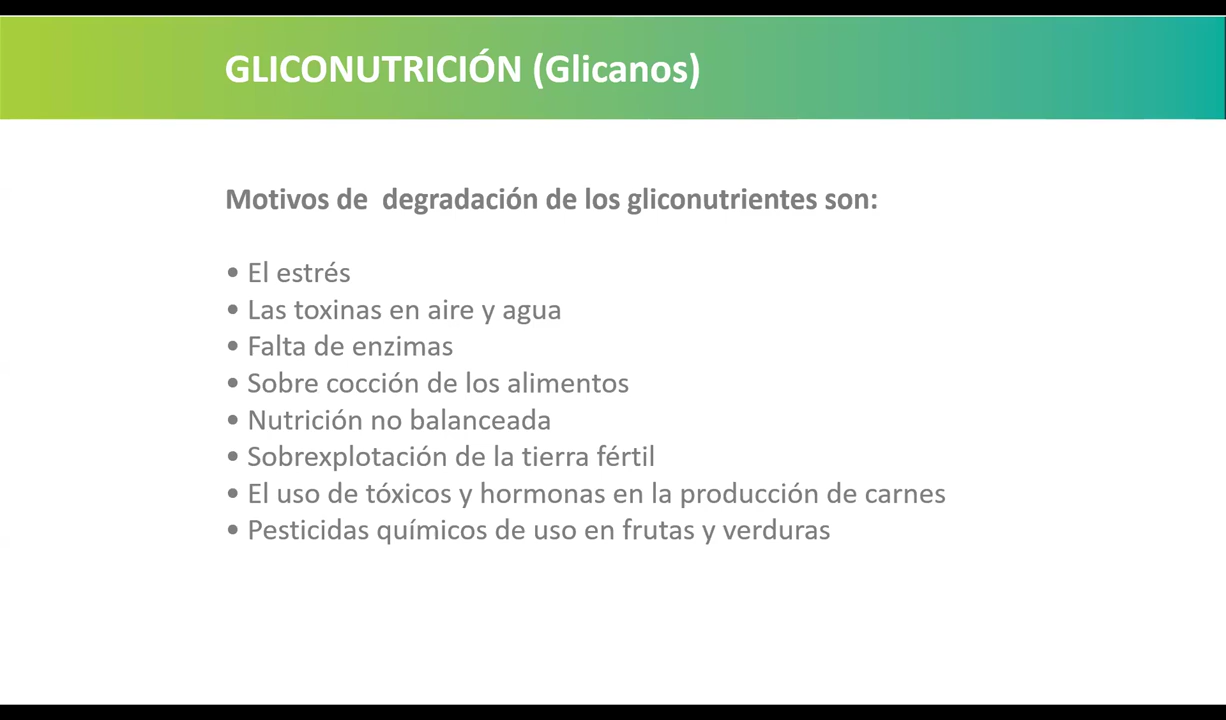 GLICONUTRICIÓN (Glicanos)
Motivos de  degradación de los gliconutrientes son:
• El estrés
• Las toxinas en aire y agua
• Falta de enzimas
• Sobre cocción de los alimentos
• Nutrición no balanceada
• Sobrexplotación de la tierra fértil
• El uso de tóxicos y hormonas en la producción de carnes
• Pesticidas químicos de uso en frutas y verduras